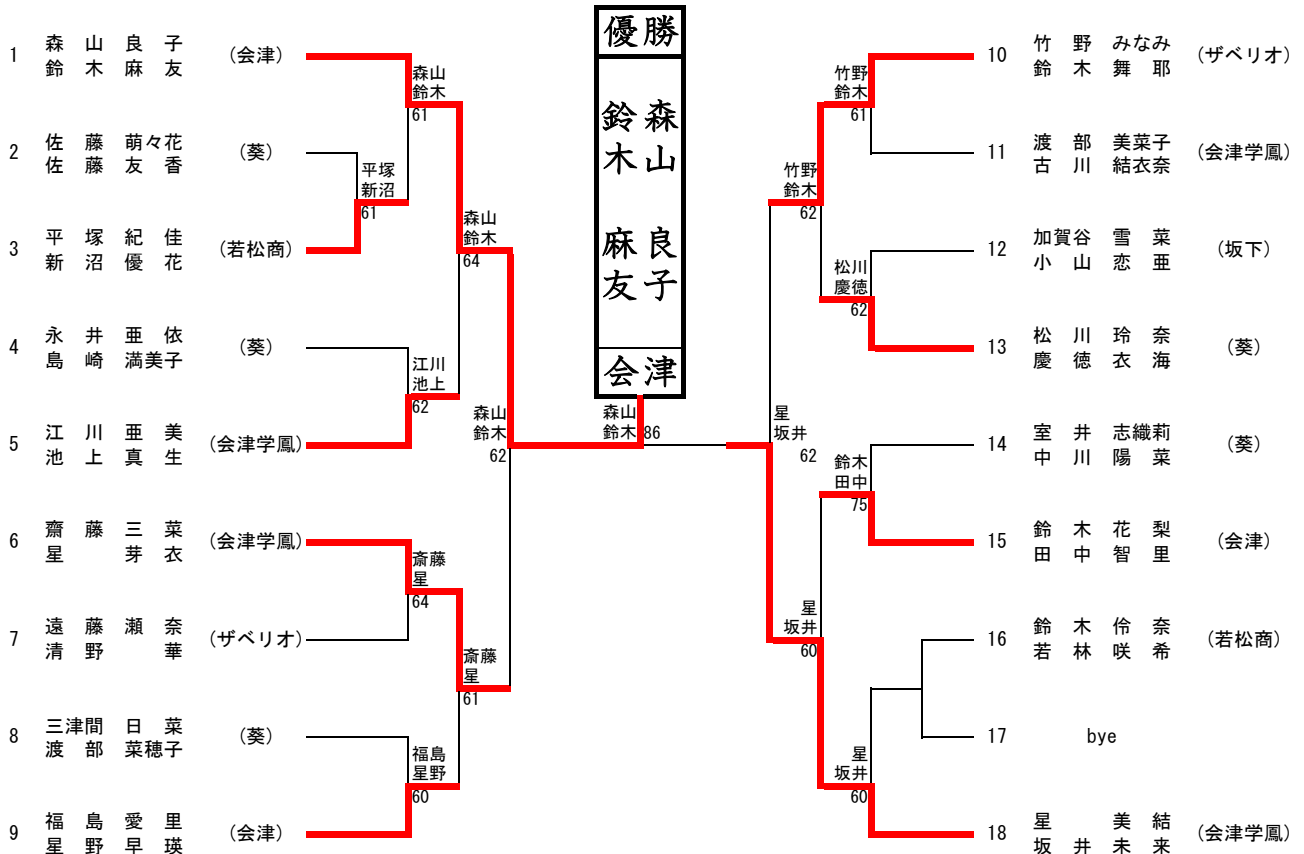 優勝
森山 良子
鈴木 麻友
会津
1 森山良子 (会津)
鈴木麻友
2 佐藤萌々花 (葵)
佐藤友香
3 平塚紀佳 (若松商)
新沼優花
4 永井亜依 (葵)
島崎満美子
5 江川亜美 (会津学鳳)
池上真生
6 齋藤三菜 (会津学鳳)
星芽衣
7 遠藤瀬奈 (ザベリオ)
清野華
8 三津間日菜 (葵)
渡部菜穂子
9 福島愛里 (会津)
星野早瑛
森山
鈴木
61
平塚
新沼
61
森山
鈴木
64
江川
池上
62
森山
鈴木
62
斎藤
星
64
斎藤
星
61
福島
星野
60
森山
鈴木 86
竹野
鈴木
61
竹野
鈴木
62
松川
慶徳
62
星
坂井
62
鈴木
田中
75
星
坂井
60
星
坂井
60
10 竹野みなみ (ザベリオ)
鈴木舞耶
11 渡部美菜子 (会津学鳳)
古川結衣奈
12 加賀谷雪菜 (坂下)
小山恋亜
13 松川玲奈 (葵)
慶徳衣海
14 室井志織莉 (葵)
中川陽菜
15 鈴木花梨 (会津)
田中智里
16 鈴木伶奈 (若松商)
若林咲希
17 bye
18 星美結 (会津学鳳)
坂井未来